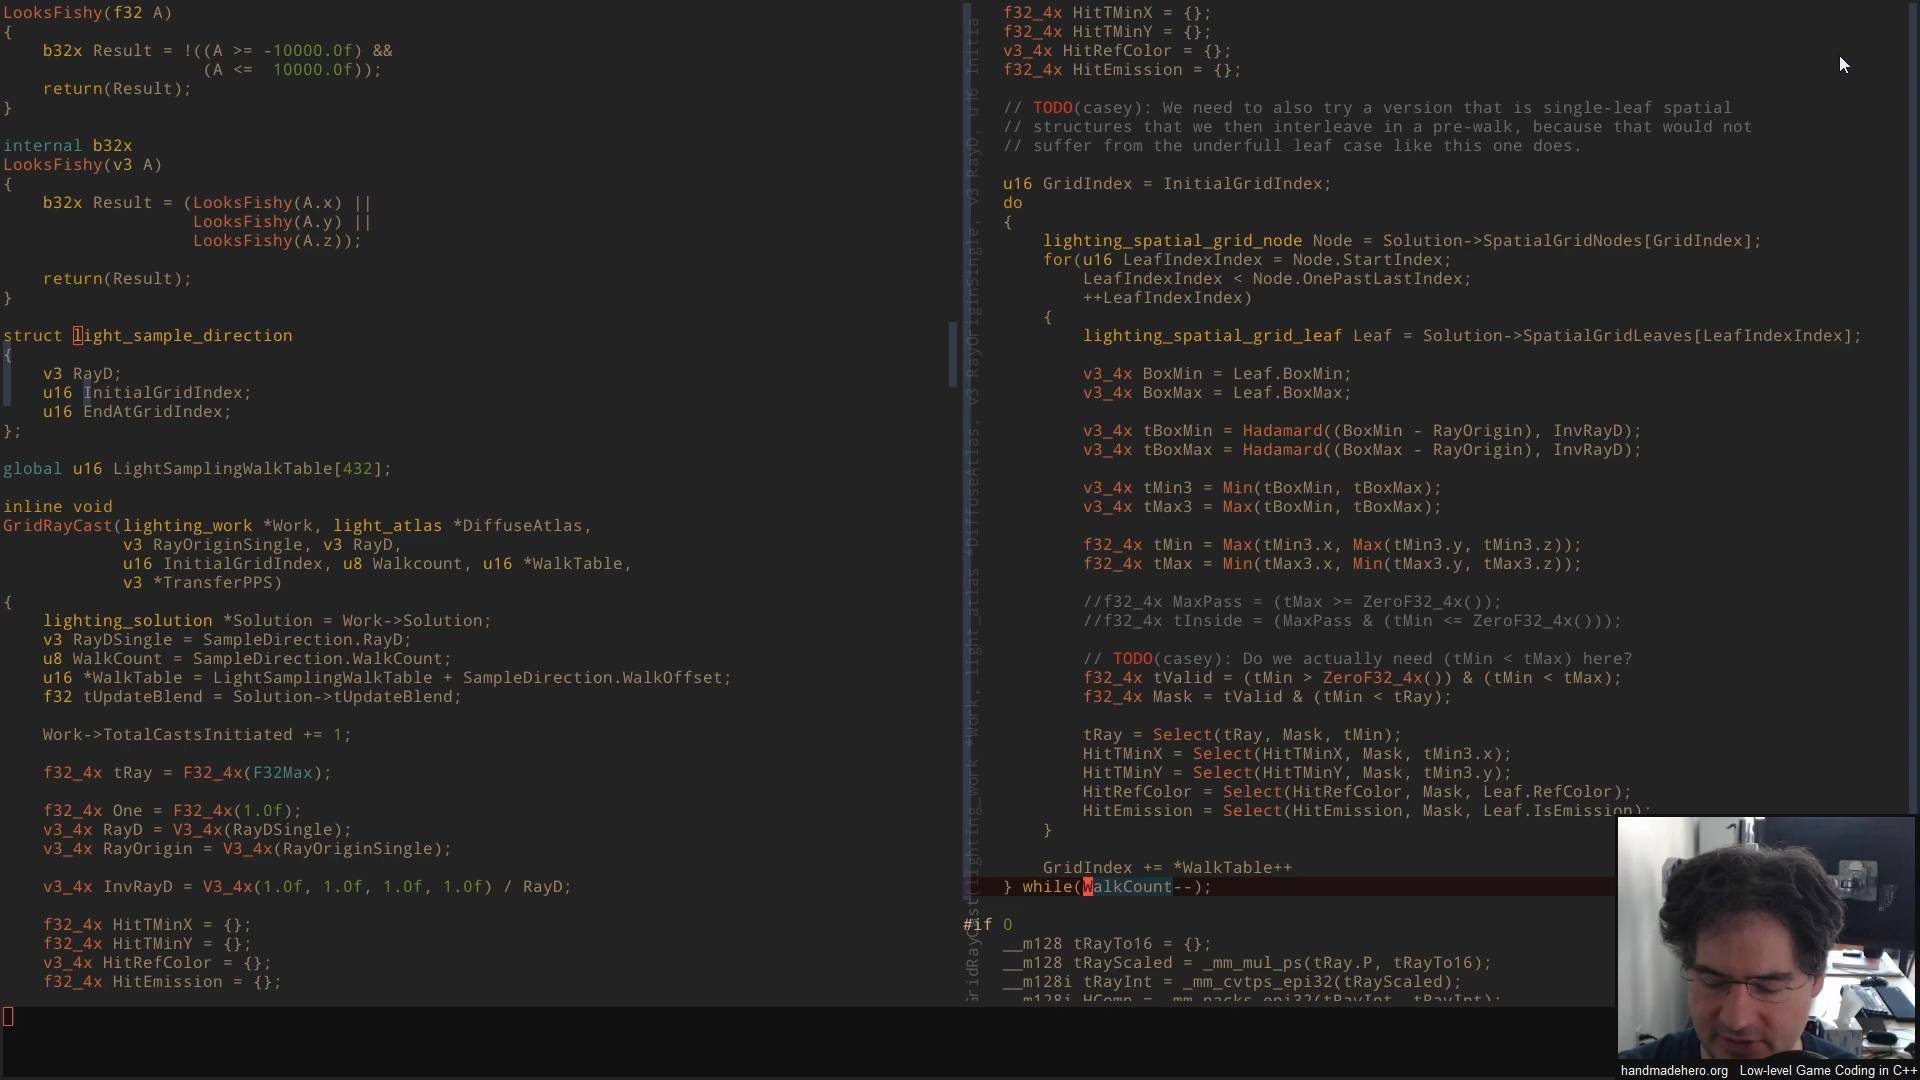 LooksFishy(f32 A)
{
    b32x Result = !((A >= -10000.0f) &&
                    (A <=  10000.0f));
    return(Result);
}
internal b32x
LooksFishy(v3 A)
{
    b32x Result = (LooksFishy(A.x) ||
                   LooksFishy(A.y) ||
                   LooksFishy(A.z));
    return(Result);
}
struct light_sample_direction
{
    v3 RayD;
    u16 InitialGridIndex;
    u16 EndAtGridIndex;
};
global u16 LightSamplingWalkTable[432];
inline void
GridRayCast(lighting_work *Work, light_atlas *DiffuseAtlas,
            v3 RayOriginSingle, v3 RayD,
            u16 InitialGridIndex, u8 Walkcount, u16 *WalkTable,
            v3 *TransferPPS)
{
    lighting_solution *Solution = Work->Solution;
    v3 RayDSingle = SampleDirection.RayD;
    u8 WalkCount = SampleDirection.WalkCount;
    u16 *WalkTable = LightSamplingWalkTable + SampleDirection.WalkOffset;
    f32 tUpdateBlend = Solution->tUpdateBlend;
    Work->TotalCastsInitiated += 1;
    f32_4x tRay = F32_4x(F32Max);
    f32_4x One = F32_4x(1.0f);
    v3_4x RayD = V3_4x(RayDSingle);
    v3_4x RayOrigin = V3_4x(RayOriginSingle);
    v3_4x InvRayD = V3_4x(1.0f, 1.0f, 1.0f, 1.0f) / RayD;
    f32_4x HitTMinX = {};
    f32_4x HitTMinY = {};
    v3_4x HitRefColor = {};
    f32_4x HitEmission = {};
    f32_4x HitTMinX = {};
    f32_4x HitTMinY = {};
    v3_4x HitRefColor = {};
    f32_4x HitEmission = {};
    // TODO(casey): We need to also try a version that is single-leaf spatial
    // structures that we then interleave in a pre-walk, because that would not
    // suffer from the underfull leaf case like this one does.
    u16 GridIndex = InitialGridIndex;
    do
    {
        lighting_spatial_grid_node Node = Solution->SpatialGridNodes[GridIndex];
        for(u16 LeafIndexIndex = Node.StartIndex;
            LeafIndexIndex < Node.OnePastLastIndex;
            ++LeafIndexIndex)
        {
            lighting_spatial_grid_leaf Leaf = Solution->SpatialGridLeaves[LeafIndexIndex];
            v3_4x BoxMin = Leaf.BoxMin;
            v3_4x BoxMax = Leaf.BoxMax;
            v3_4x tBoxMin = Hadamard((BoxMin - RayOrigin), InvRayD);
            v3_4x tBoxMax = Hadamard((BoxMax - RayOrigin), InvRayD);
            v3_4x tMin3 = Min(tBoxMin, tBoxMax);
            v3_4x tMax3 = Max(tBoxMin, tBoxMax);
            f32_4x tMin = Max(tMin3.x, Max(tMin3.y, tMin3.z));
            f32_4x tMax = Min(tMax3.x, Min(tMax3.y, tMax3.z));
            //f32_4x MaxPass = (tMax >= ZeroF32_4x());
            //f32_4x tInside = (MaxPass & (tMin <= ZeroF32_4x()));
            // TODO(casey): Do we actually need (tMin < tMax) here?
            f32_4x tValid = (tMin > ZeroF32_4x()) & (tMin < tMax);
            f32_4x Mask = tValid & (tMin < tRay);
            tRay = Select(tRay, Mask, tMin);
            HitTMinX = Select(HitTMinX, Mask, tMin3.x);
            HitTMinY = Select(HitTMinY, Mask, tMin3.y);
            HitRefColor = Select(HitRefColor, Mask, Leaf.RefColor);
            HitEmission = Select(HitEmission, Mask, Leaf.IsEmission);
        }
        GridIndex += *WalkTable++
    } while(WalkCount--);
#if 0
    __m128 tRayTo16 = {};
    __m128 tRayScaled = _mm_mul_ps(tRay.P, tRayTo16);
    __m128i tRayInt = _mm_cvtps_epi32(tRayScaled);
    __m128i HComp = _mm_packs_epi32(tRayInt, tRayInt);
handmadehero.org   Low-level Game Coding in C++